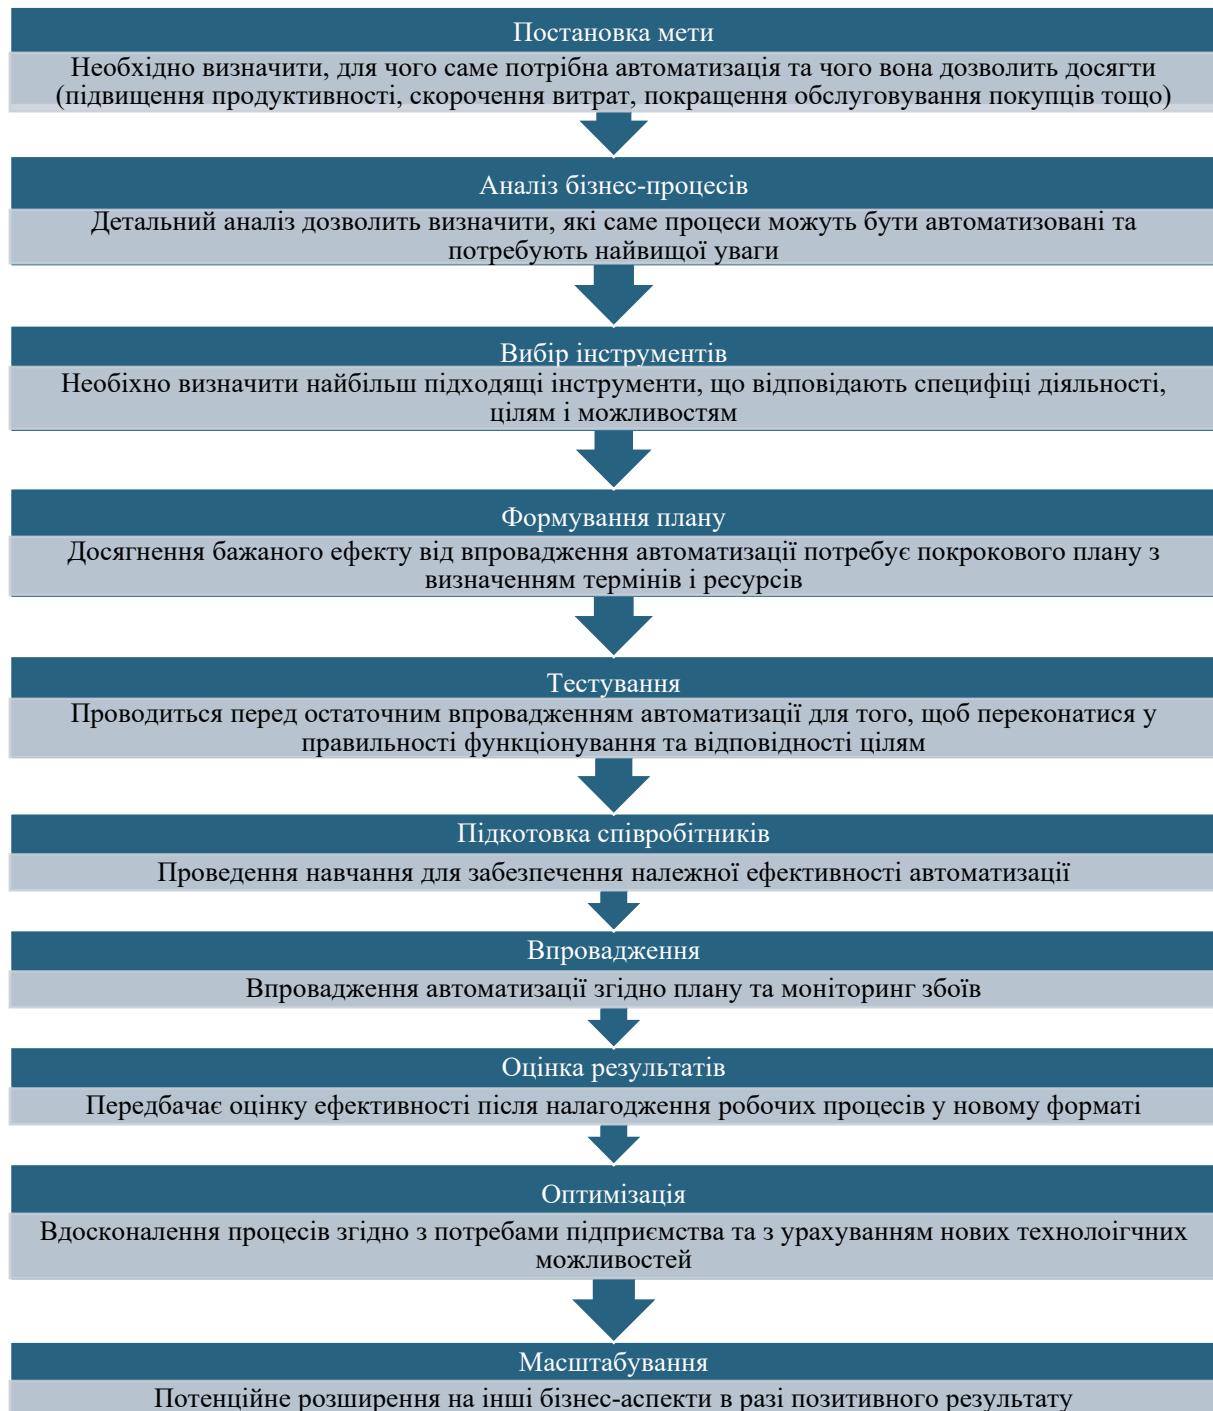 Постановка мети
Необхідно визначити, для чого саме потрібна автоматизація та чого вона дозволить досягти
(підвищення продуктивності, скорочення витрат, покращення обслуговування покупців тощо)
Аналіз бізнес-процесів
Детальний аналіз дозволить визначити, які саме процеси можуть бути автоматизовані та
потребують найвищої уваги
Вибір інструментів
Необіхно визначити найбільш підходящі інструменти, що відповідають специфіці діяльності,
цілям і можливостям
Формування плану
Досягнення бажаного ефекту від впровадження автоматизації потребує покрокового плану з
визначенням термінів і ресурсів
Тестування
Проводиться перед остаточним впровадженням автоматизації для того, щоб переконатися у
правильності функціонування та відповідності цілям
Підкотовка співробітників
Проведення навчання для забезпечення належної ефективності автоматизації
Впровадження
Впровадження автоматизації згідно плану та моніторинг збоїв
Оцінка результатів
Передбачає оцінку ефективності після налагодження робочих процесів у новому форматі
Оптимізація
Вдосконалення процесів згідно з потребами підприємства та з урахуванням нових технолоігчних
можливостей
Масштабування
Потенційне розширення на інші бізнес-аспекти в разі позитивного результату